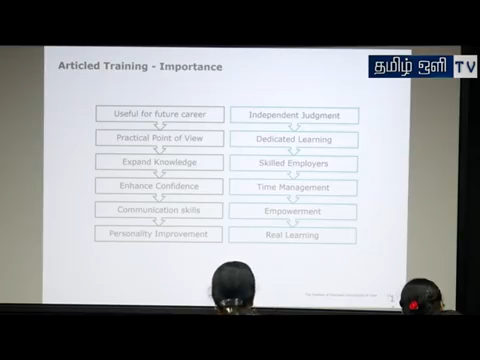 தமிழ் ஒளி TV
Articled Training - Importance
Useful for future career
Practical Point of View
Expand Knowledge
Enhance Confidence
Communication skills
Personality Improvement
Independent Judgment
Dedicated Learning
Skilled Employers
Time Management
Empowerment
Real Learning